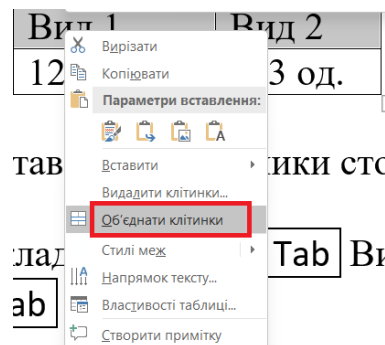 Вид 1 Вид 2
12 3 од.
Вирізати
Копіювати
Параметри вставлення:
Вставити
Видалити клітинки...
Об'єднати клітинки
Стилі меж
Напрямок тексту...
Властивості таблиці...
Створити примітку
тав ики сто
клад Tab Ви
ab